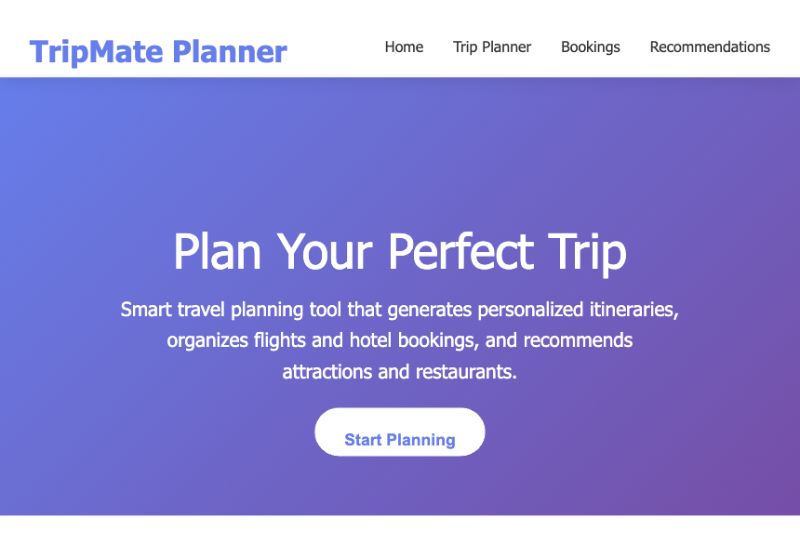 TripMate Planner
Home Trip Planner Bookings Recommendations
Plan Your Perfect Trip
Smart travel planning tool that generates personalized itineraries,
organizes flights and hotel bookings, and recommends
attractions and restaurants.
Start Planning